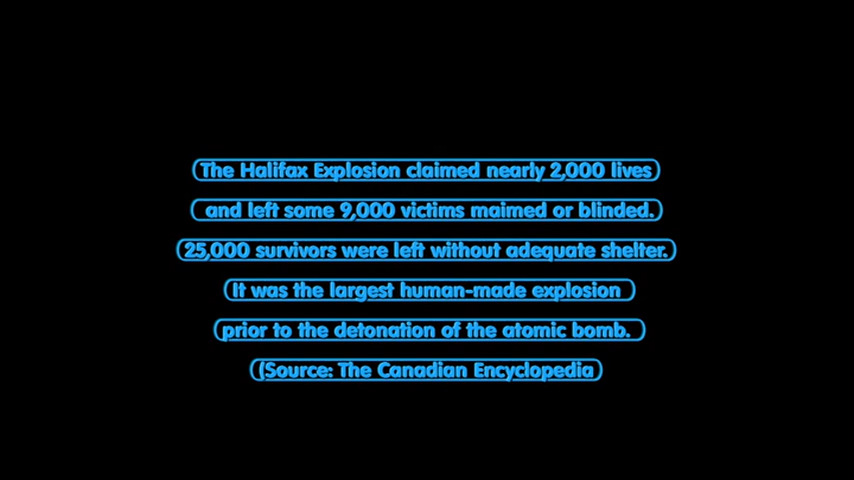 The Halifax Explosion claimed nearly 2,000 lives
and left some 9,000 victims maimed or blinded.
25,000 survivors were left without adequate shelter.
It was the largest human-made explosion
prior to the detonation of the atomic bomb.
(Source: The Canadian Encyclopedia